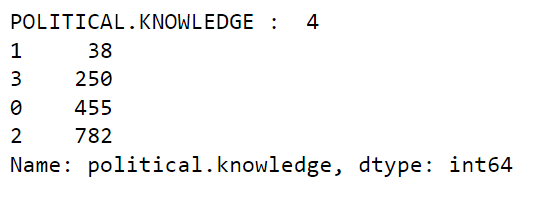 POLITICAL.KNOWLEDGE :  4
1     38
3    250
0    455
2    782
Name: political.knowledge, dtype: int64